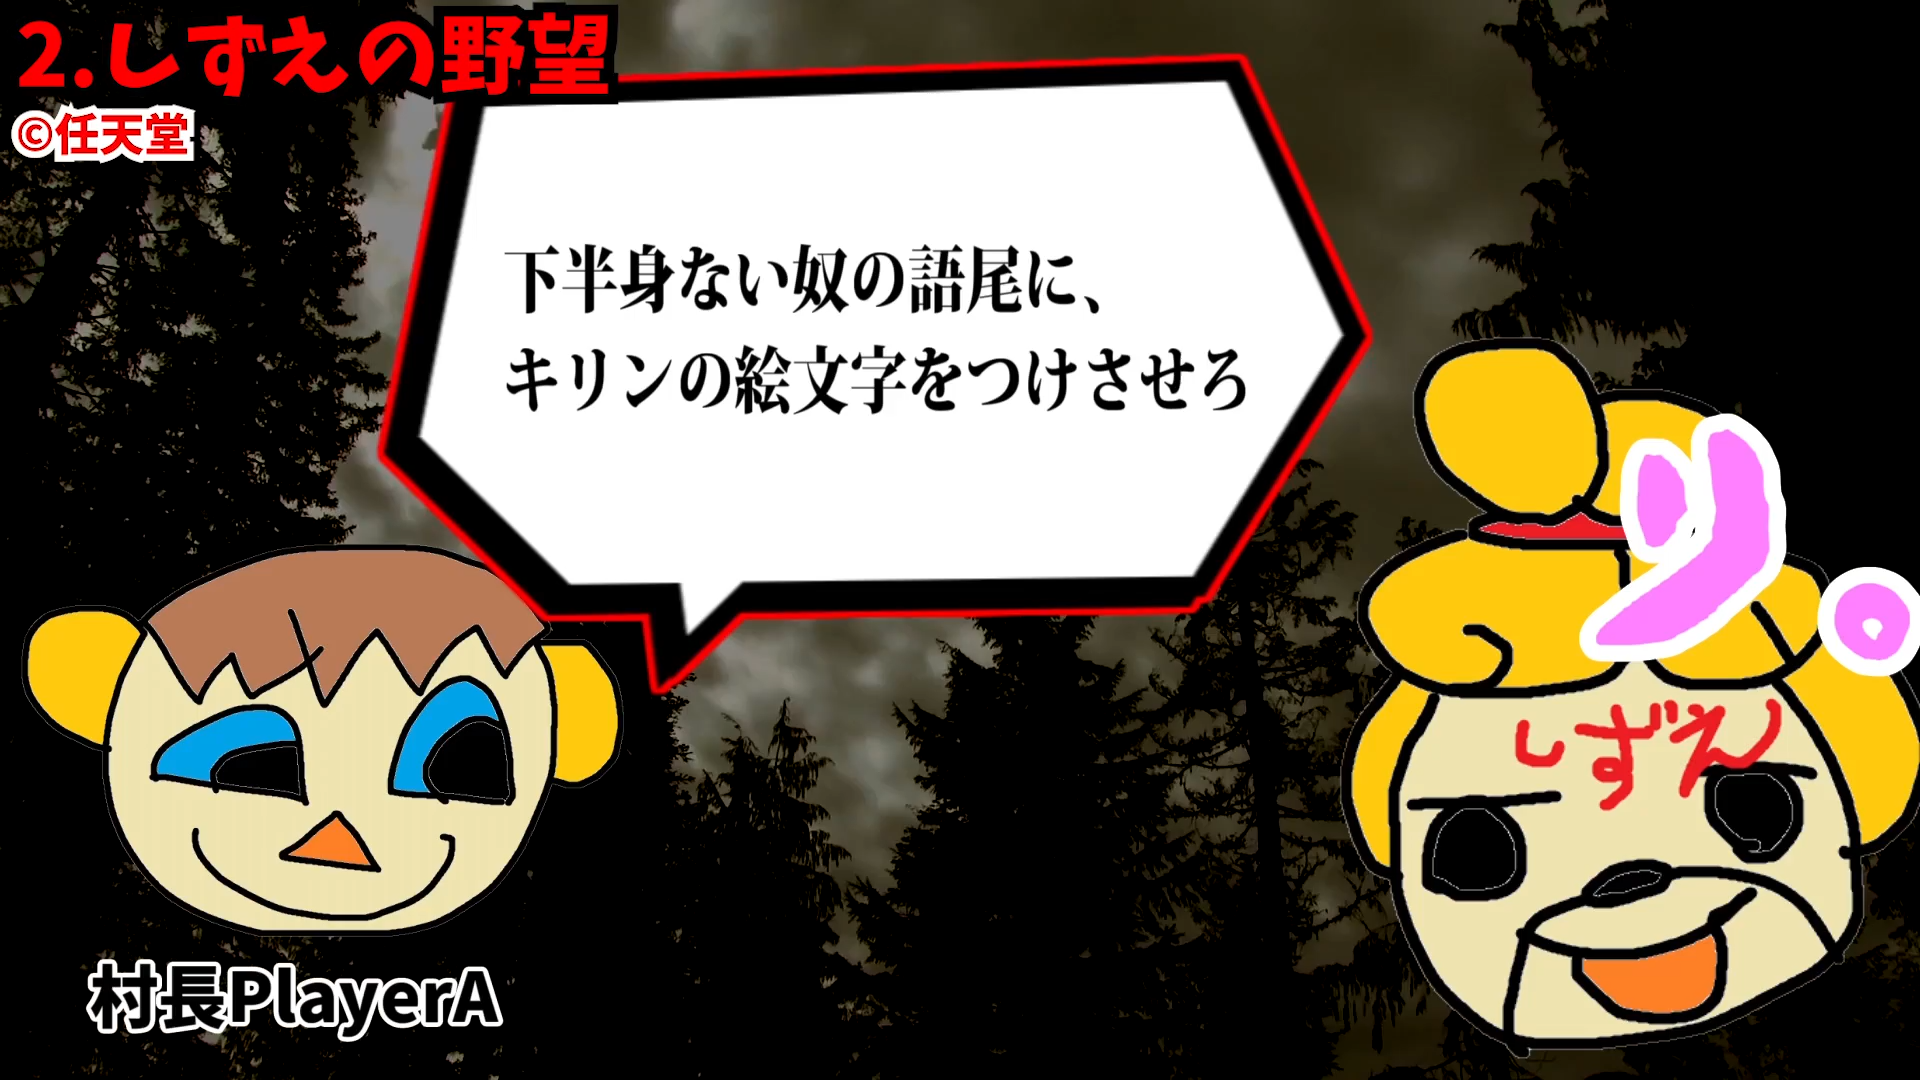 2.しずえの野望
©任天堂
下半身ない奴の語尾に、
キリンの絵文字をつけさせろ
り。
しずえ
村長PlayerA